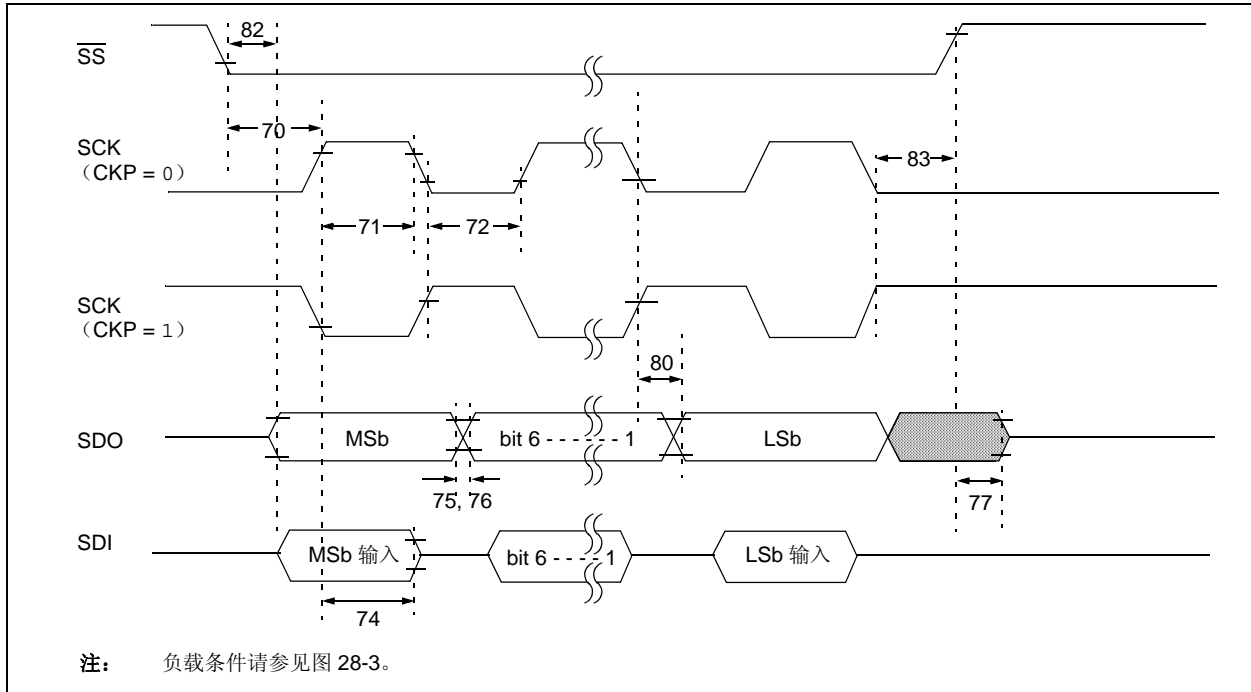 SS
82
70
SCK
（CKP = 0）
83
71
72
SCK
（CKP = 1）
80
SDO
MSb
bit 6 - - - - - - 1
LSb
75, 76
77
SDI
MSb 输入
bit 6 - - - - 1
LSb 输入
74
注： 负载条件请参见图 28-3。